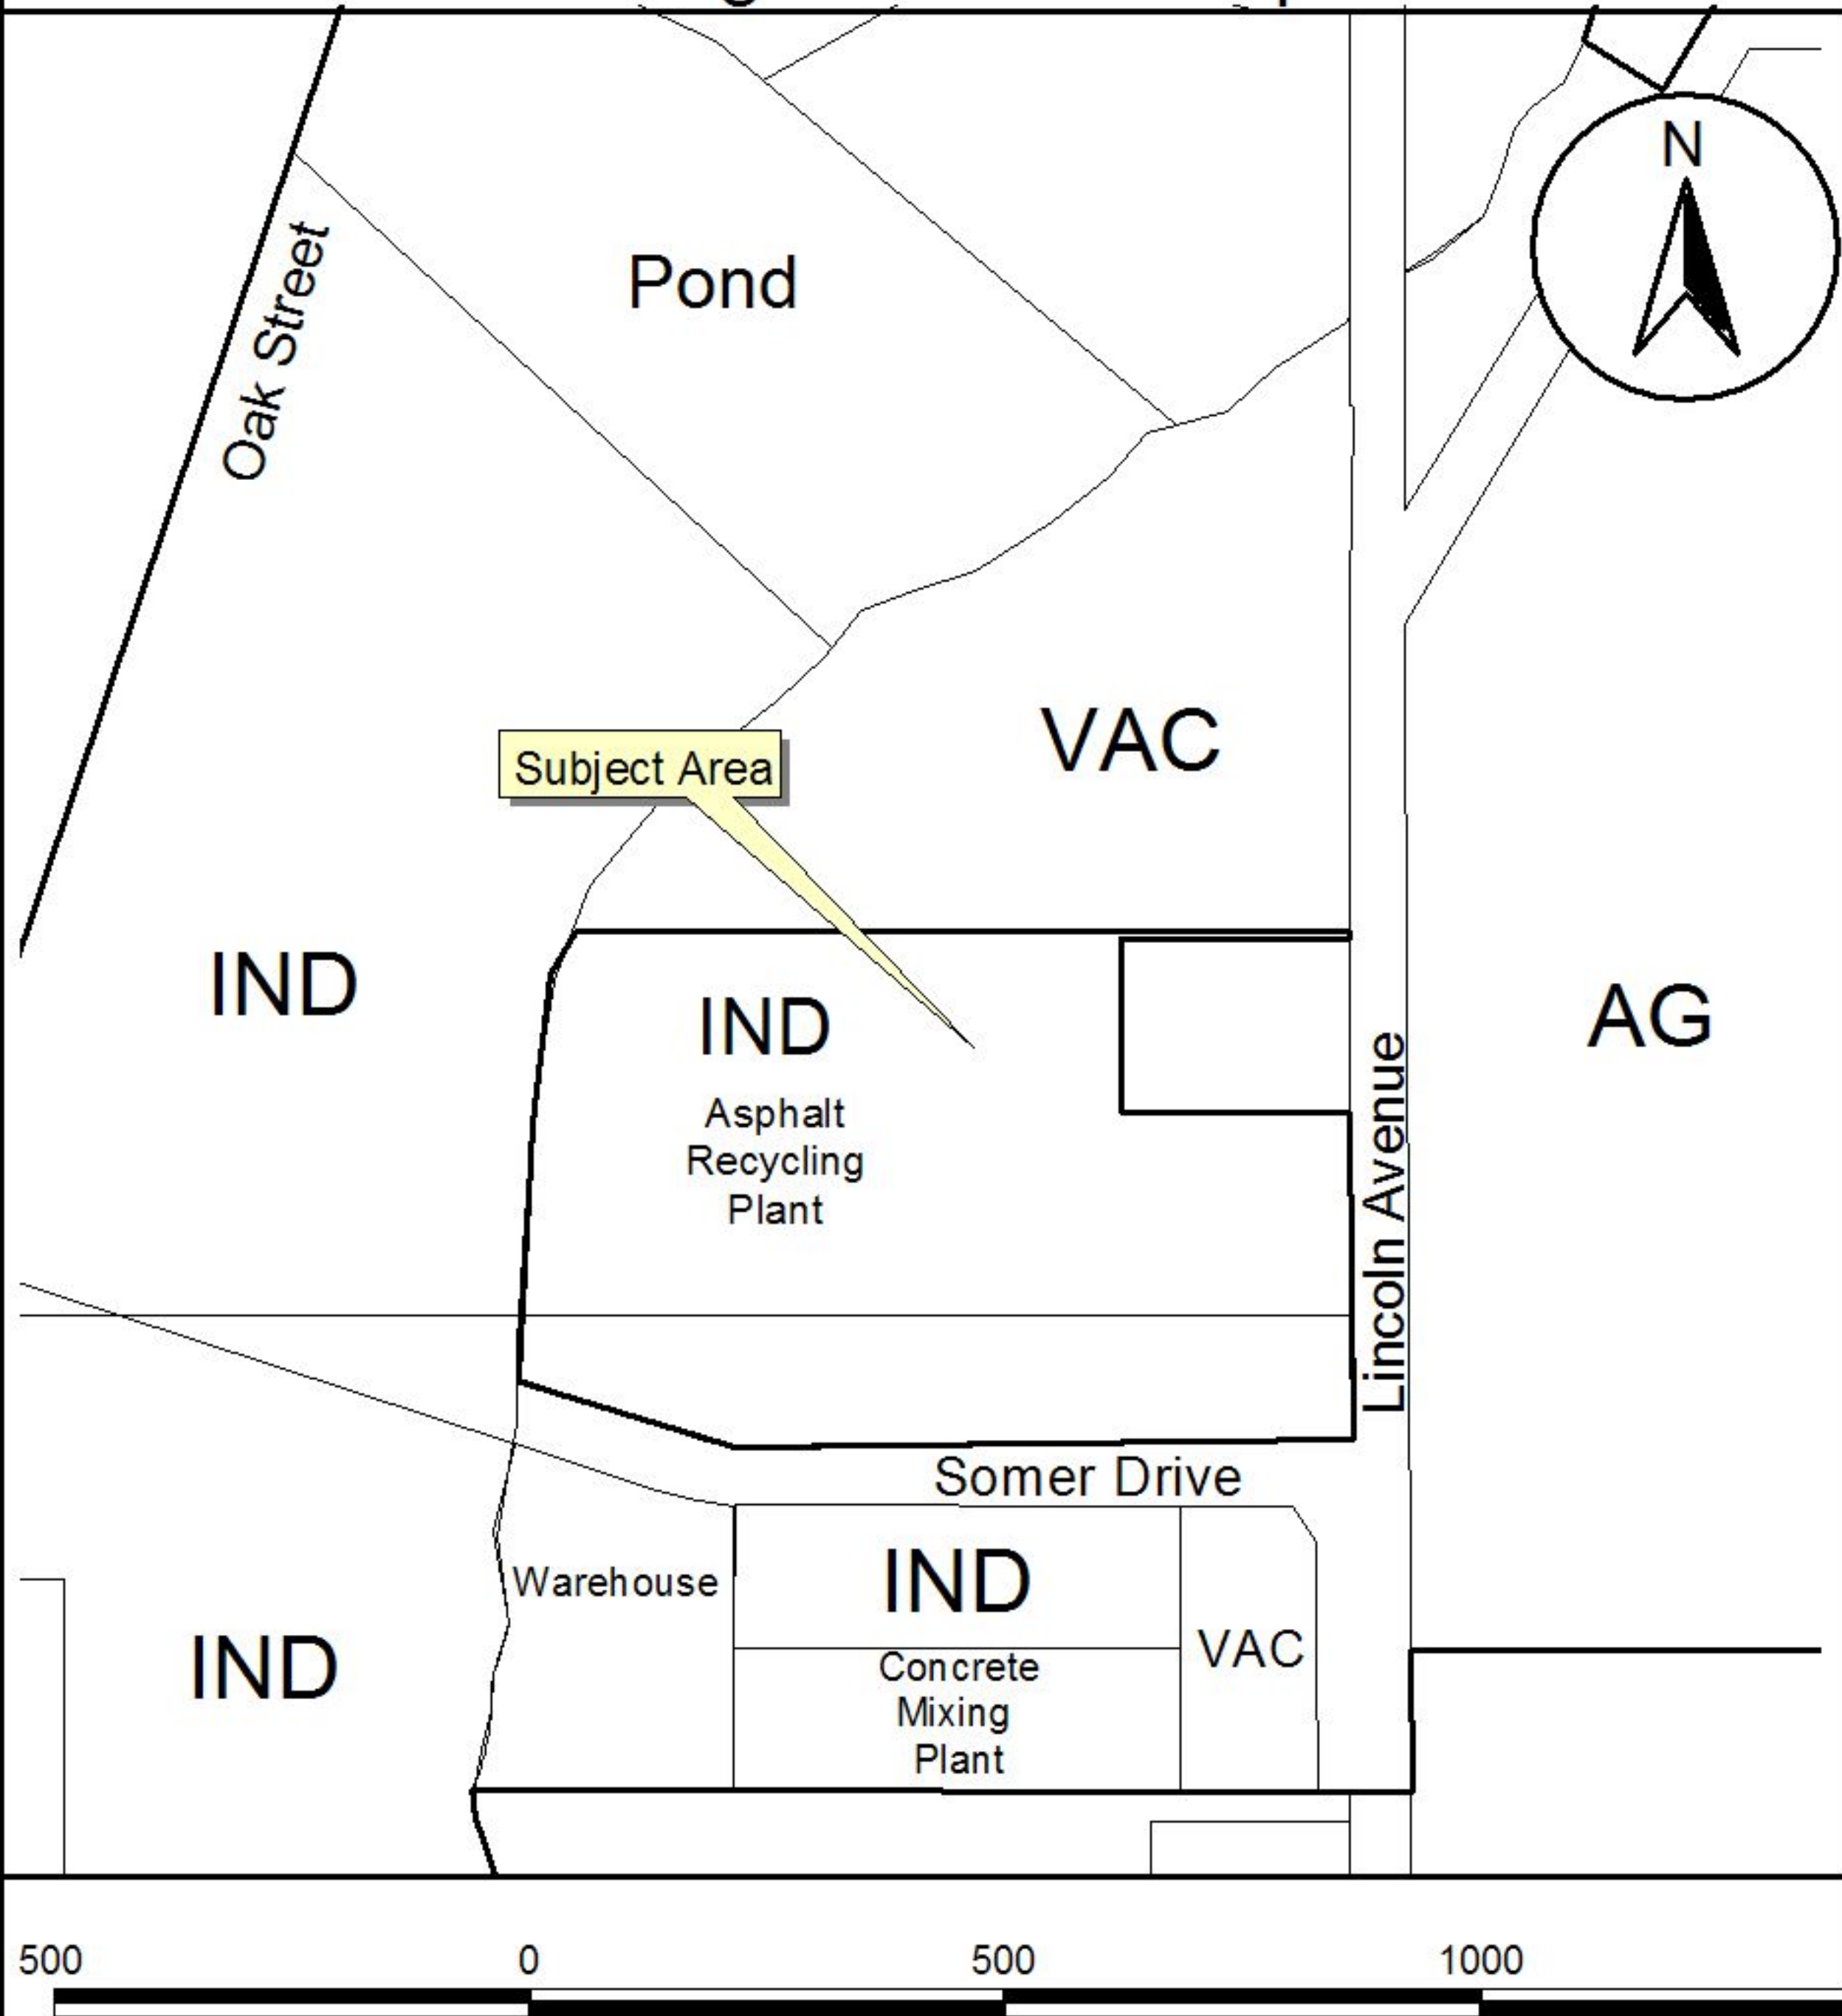 N
Oak Street
Pond
VAC
Subject Area
IND
IND
AG
Asphalt
Recycling
Plant
Lincoln Avenue
Somer Drive
Warehouse
IND
VAC
IND
Concrete
Mixing
Plant
500 0 500 1000